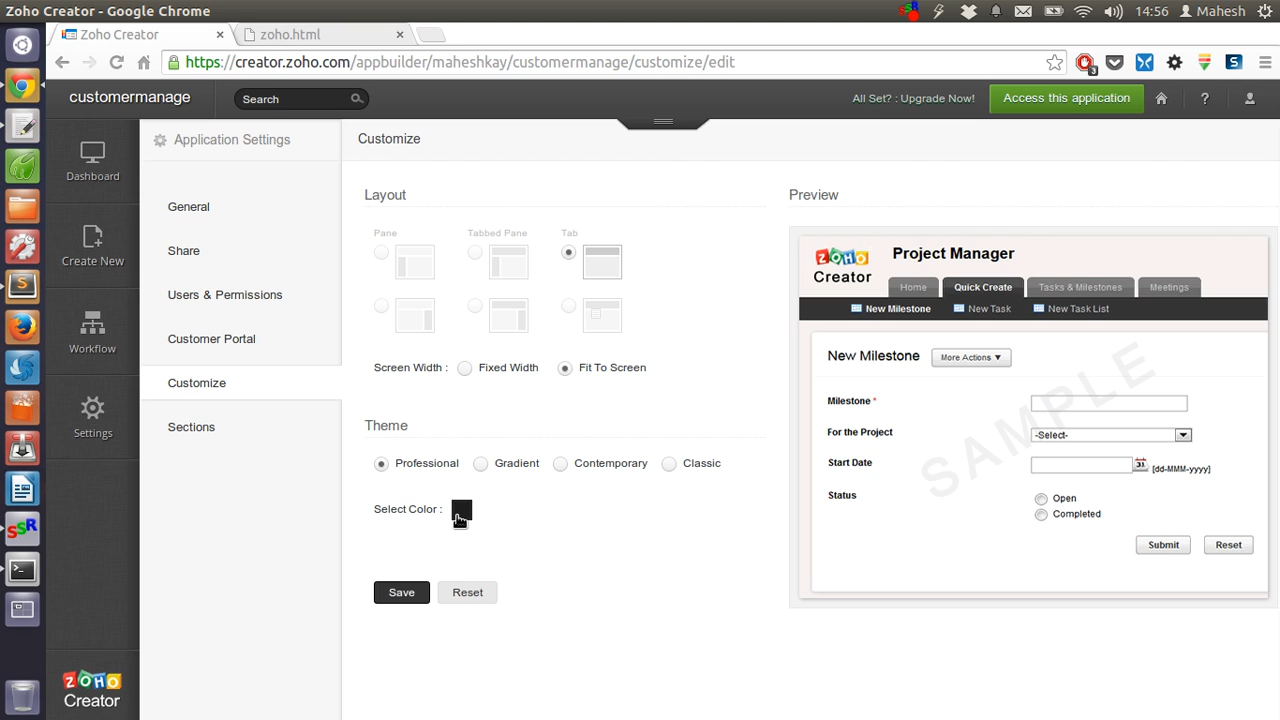 Zoho Creator - Google Chrome
14:56 Mahesh
Zoho Creator × zoho.html ×
https://creator.zoho.com/appbuilder/maheshkay/customermanage/customize/edit
3
customermanage
Search
All Set? : Upgrade Now!
Access this application
?
Dashboard
Create New
Workflow
Settings
ZOHO
Creator
Application Settings
General
Share
Users & Permissions
Customer Portal
Customize
Sections
Customize
Layout
Pane Tabbed Pane Tab
Screen Width : Fixed Width Fit To Screen
Theme
Professional Gradient Contemporary Classic
Select Color :
Save Reset
Preview
ZOHO
Creator
Project Manager
Home Quick Create Tasks & Milestones Meetings
New Milestone New Task New Task List
New Milestone More Actions ▼
Milestone *
For the Project -Select-
Start Date 31 [dd-MMM-yyyy]
Status Open
Completed
Submit Reset
SAMPLE
SSR
SSR
S
S